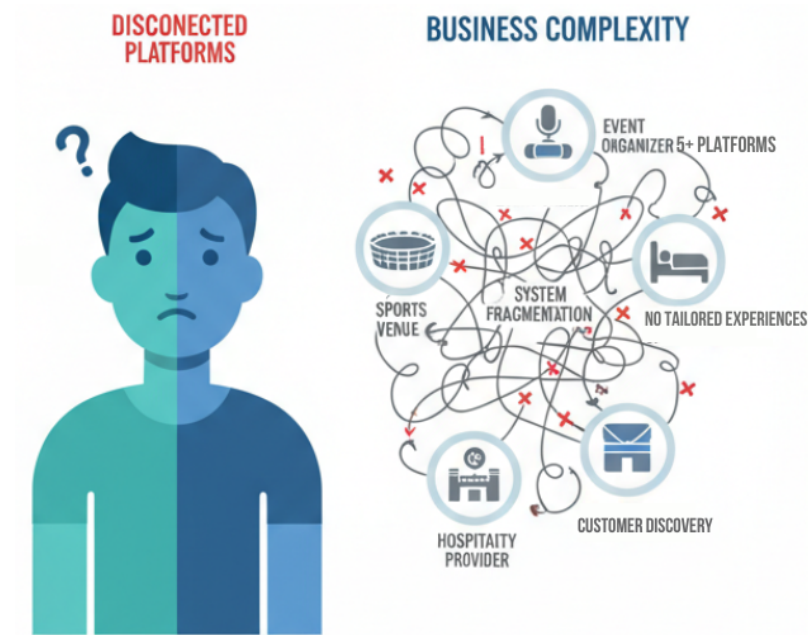 DISCONECTED
PLATFORMS
BUSINESS COMPLEXITY
?
EVENT
ORGANIZER 5+ PLATFORMS
SPORTS
VENUE
SYSTEM
FRAGMENTATION
NO TAILORED EXPERIENCES
HOSPITAITY
PROVIDER
CUSTOMER DISCOVERY